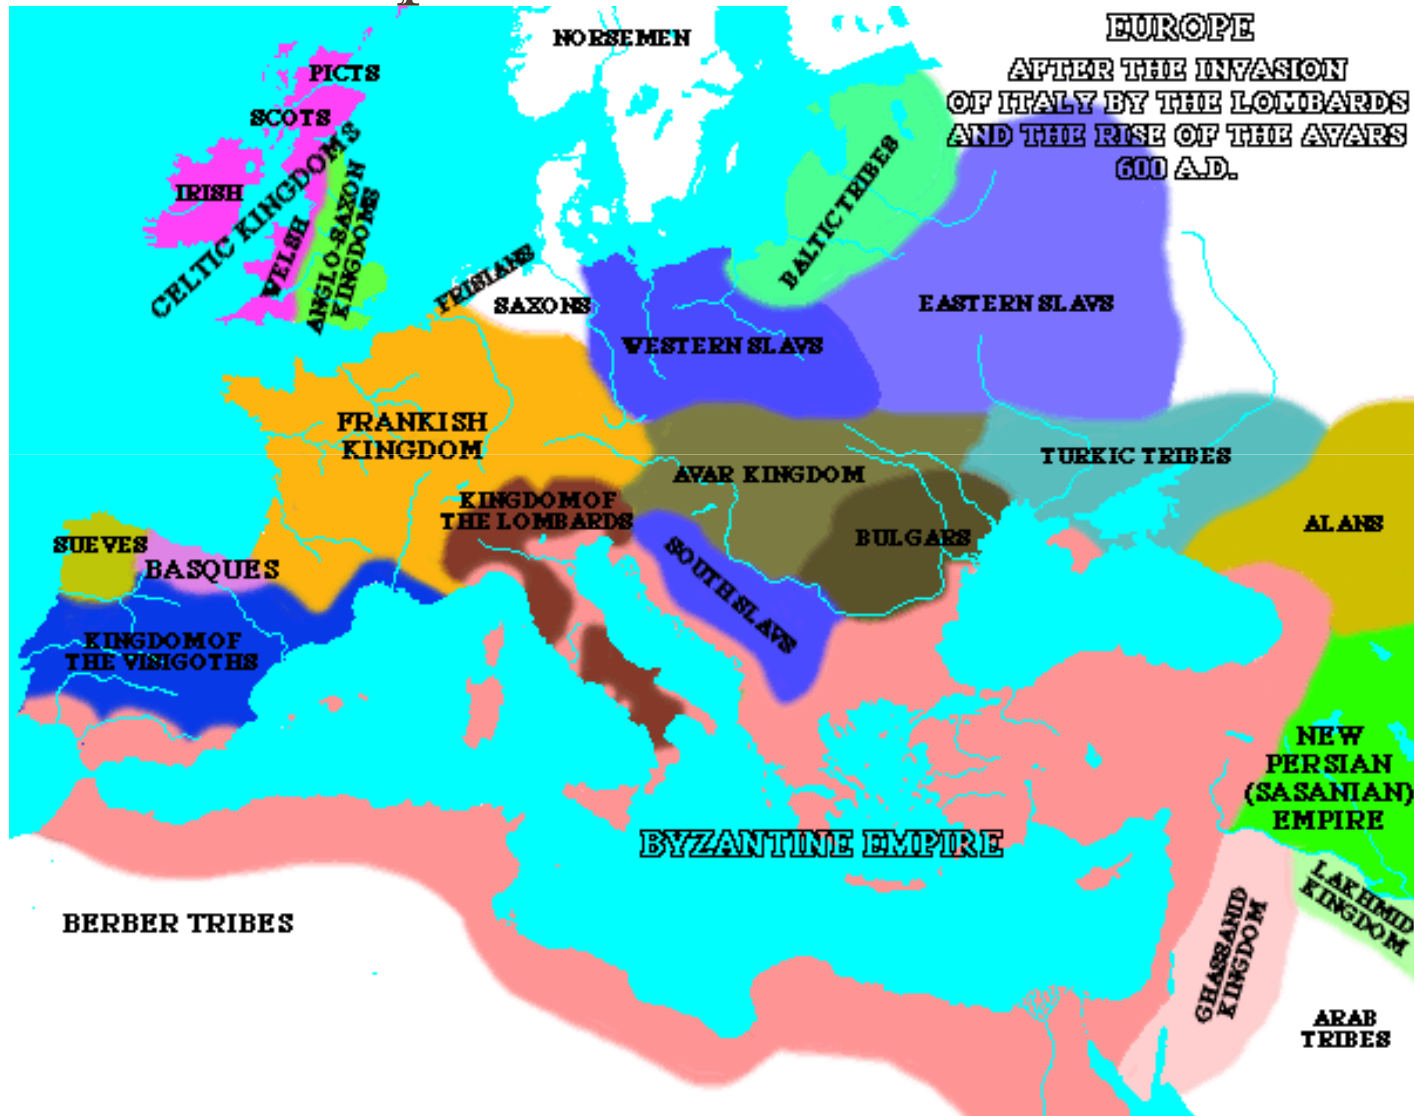 EUROPE
AFTER THE INVASION
OF ITALY BY THE LOMBARDS
AND THE RISE OF THE AVARS
600 A.D.
NORSEMEN
PICTS
SCOTS
IRISH
CELTIC KINGDOMS
WELSH
ANGLO-SAXON
KINGDOMS
FRISIANS
SAXONS
BALTIC TRIBES
EASTERN SLAVS
WESTERN SLAVS
FRANKISH
KINGDOM
AVAR KINGDOM
TURKIC TRIBES
KINGDOM OF
THE LOMBARDS
ALANS
SUEVES
BASQUES
BULGARS
SOUTH SLAVS
KINGDOM OF
THE VISIGOTHS
NEW
PERSIAN
(SASANIAN)
EMPIRE
BYZANTINE EMPIRE
LAKHMID
KINGDOM
BERBER TRIBES
GHASSANID
KINGDOM
ARAB
TRIBES